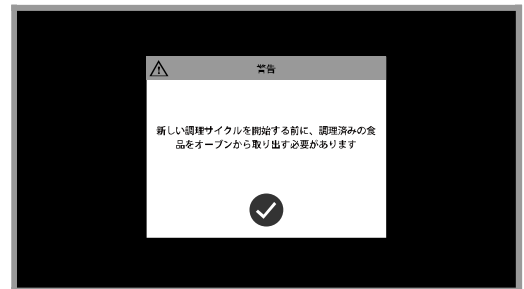 警告
新しい調理サイクルを開始する前に、調理済みの食
品をオーブンから取り出す必要があります